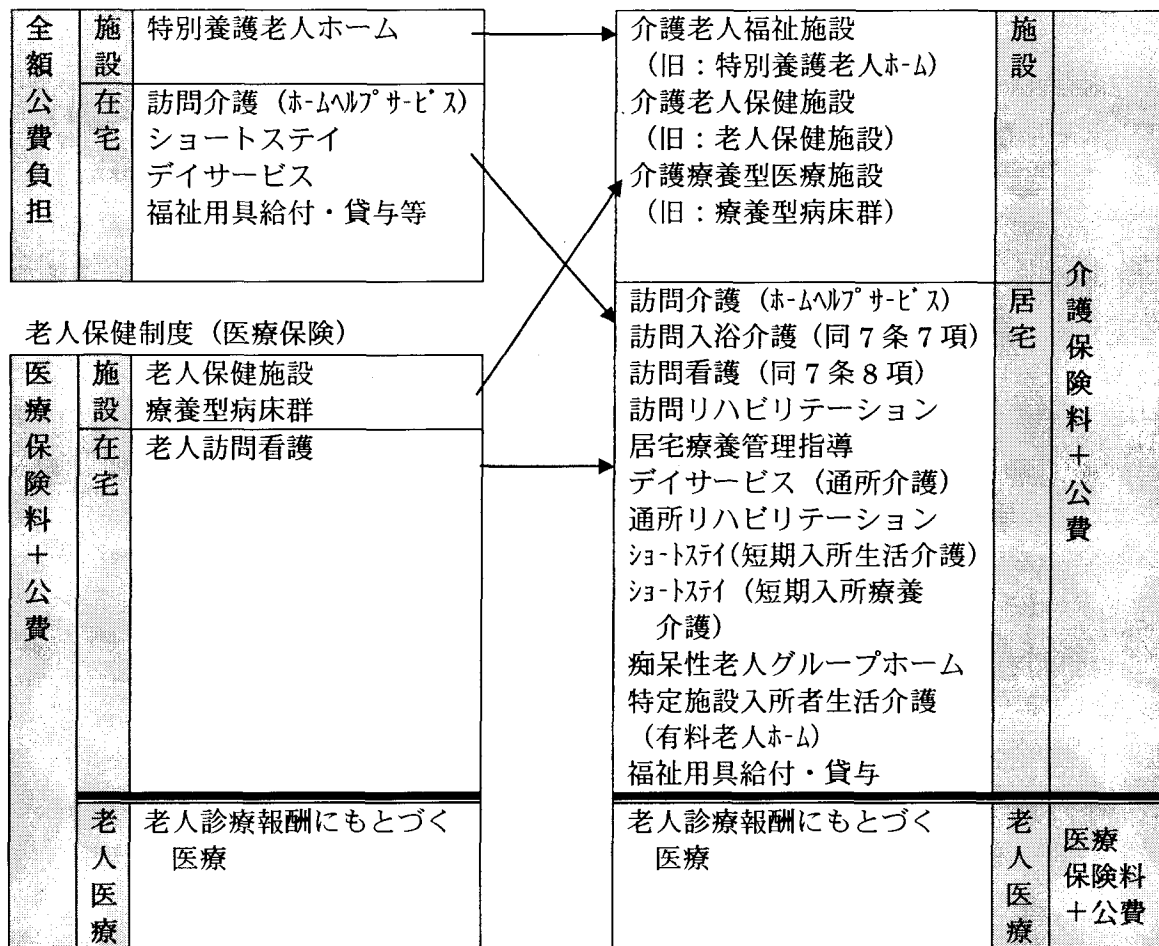 全額公費負担
施設
特別養護老人ホーム
在宅
訪問介護（ﾎｰﾑﾍﾙﾌﾟｻｰﾋﾞｽ）
ショートステイ
デイサービス
福祉用具給付・貸与等
老人保健制度（医療保険）
医療保険料＋公費
施設
老人保健施設
療養型病床群
在宅
老人訪問看護
老人医療
老人診療報酬にもとづく
医療
介護老人福祉施設
（旧：特別養護老人ﾎｰﾑ）
介護老人保健施設
（旧：老人保健施設）
介護療養型医療施設
（旧：療養型病床群）
施設
訪問介護（ﾎｰﾑﾍﾙﾌﾟｻｰﾋﾞｽ）
訪問入浴介護（同７条７項）
訪問看護（同７条８項）
訪問リハビリテーション
居宅療養管理指導
デイサービス（通所介護）
通所リハビリテーション
ｼｮｰﾄｽﾃｲ（短期入所生活介護）
ｼｮｰﾄｽﾃｲ（短期入所療養
介護）
痴呆性老人グループホーム
特定施設入所者生活介護
（有料老人ﾎｰﾑ）
福祉用具給付・貸与
居宅
介護保険料＋公費
老人診療報酬にもとづく
医療
老人医療
医療
保険料
＋公費